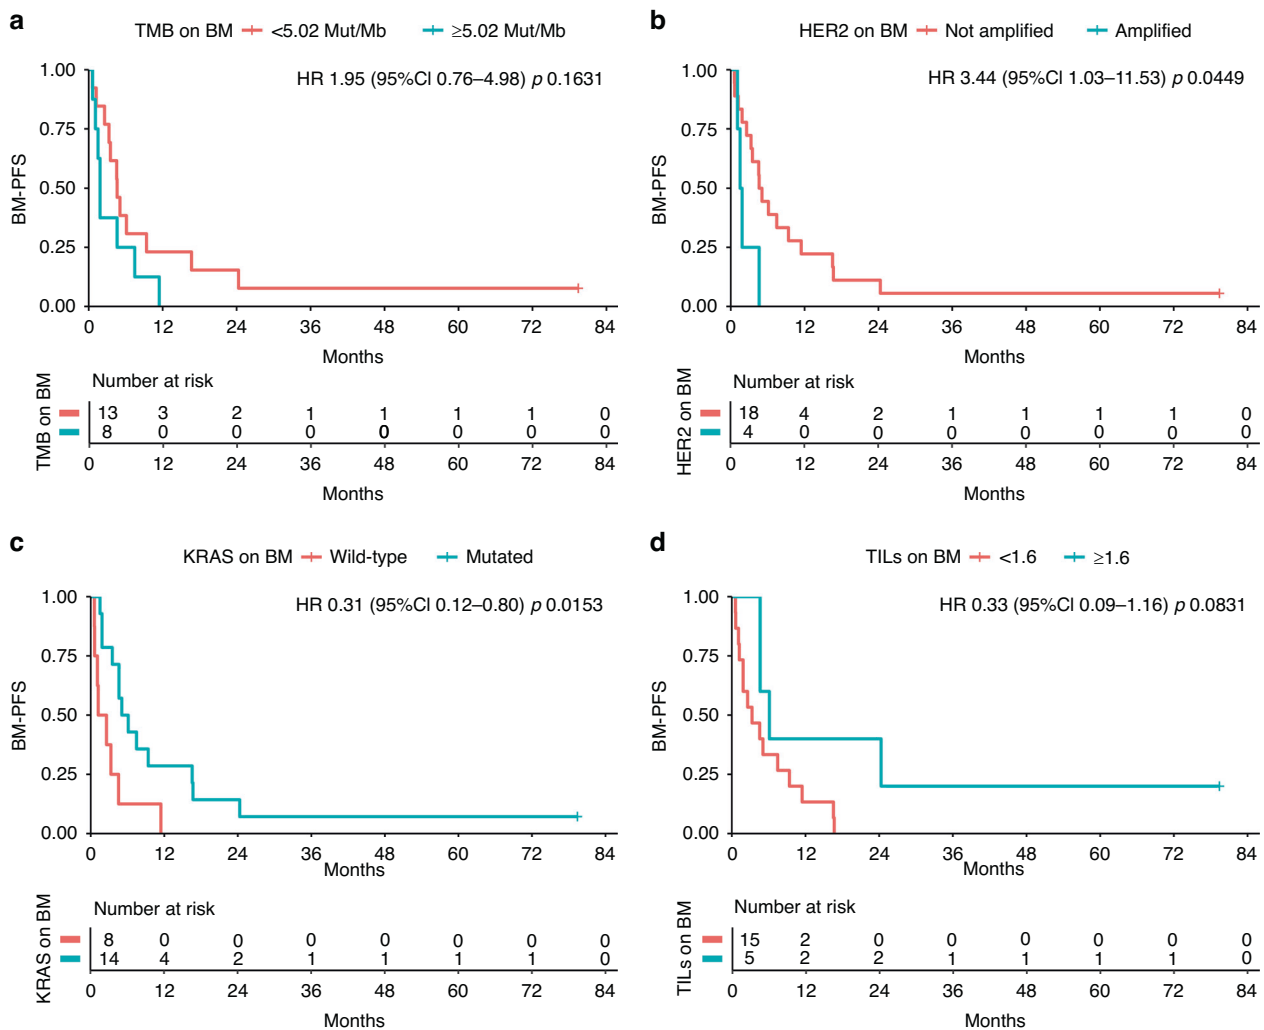 a
TMB on BM <5.02 Mut/Mb ≥5.02 Mut/Mb
HR 1.95 (95%CI 0.76–4.98) p 0.1631
1.00
0.75
0.50
0.25
0.00
BM-PFS
0 12 24 36 48 60 72 84
Months
Number at risk
TMB on BM
13 3 2 1 1 1 1 0
8 0 0 0 0 0 0 0
0 12 24 36 48 60 72 84
Months
b
HER2 on BM Not amplified Amplified
HR 3.44 (95%CI 1.03–11.53) p 0.0449
1.00
0.75
0.50
0.25
0.00
BM-PFS
0 12 24 36 48 60 72 84
Months
Number at risk
HER2 on BM
18 4 2 1 1 1 1 0
4 0 0 0 0 0 0 0
0 12 24 36 48 60 72 84
Months
c
KRAS on BM Wild-type Mutated
HR 0.31 (95%CI 0.12–0.80) p 0.0153
1.00
0.75
0.50
0.25
0.00
BM-PFS
0 12 24 36 48 60 72 84
Months
Number at risk
KRAS on BM
8 0 0 0 0 0 0 0
14 4 2 1 1 1 1 0
0 12 24 36 48 60 72 84
Months
d
TILs on BM <1.6 ≥1.6
HR 0.33 (95%CI 0.09–1.16) p 0.0831
1.00
0.75
0.50
0.25
0.00
BM-PFS
0 12 24 36 48 60 72 84
Months
Number at risk
TILs on BM
15 2 0 0 0 0 0 0
5 2 2 1 1 1 1 0
0 12 24 36 48 60 72 84
Months